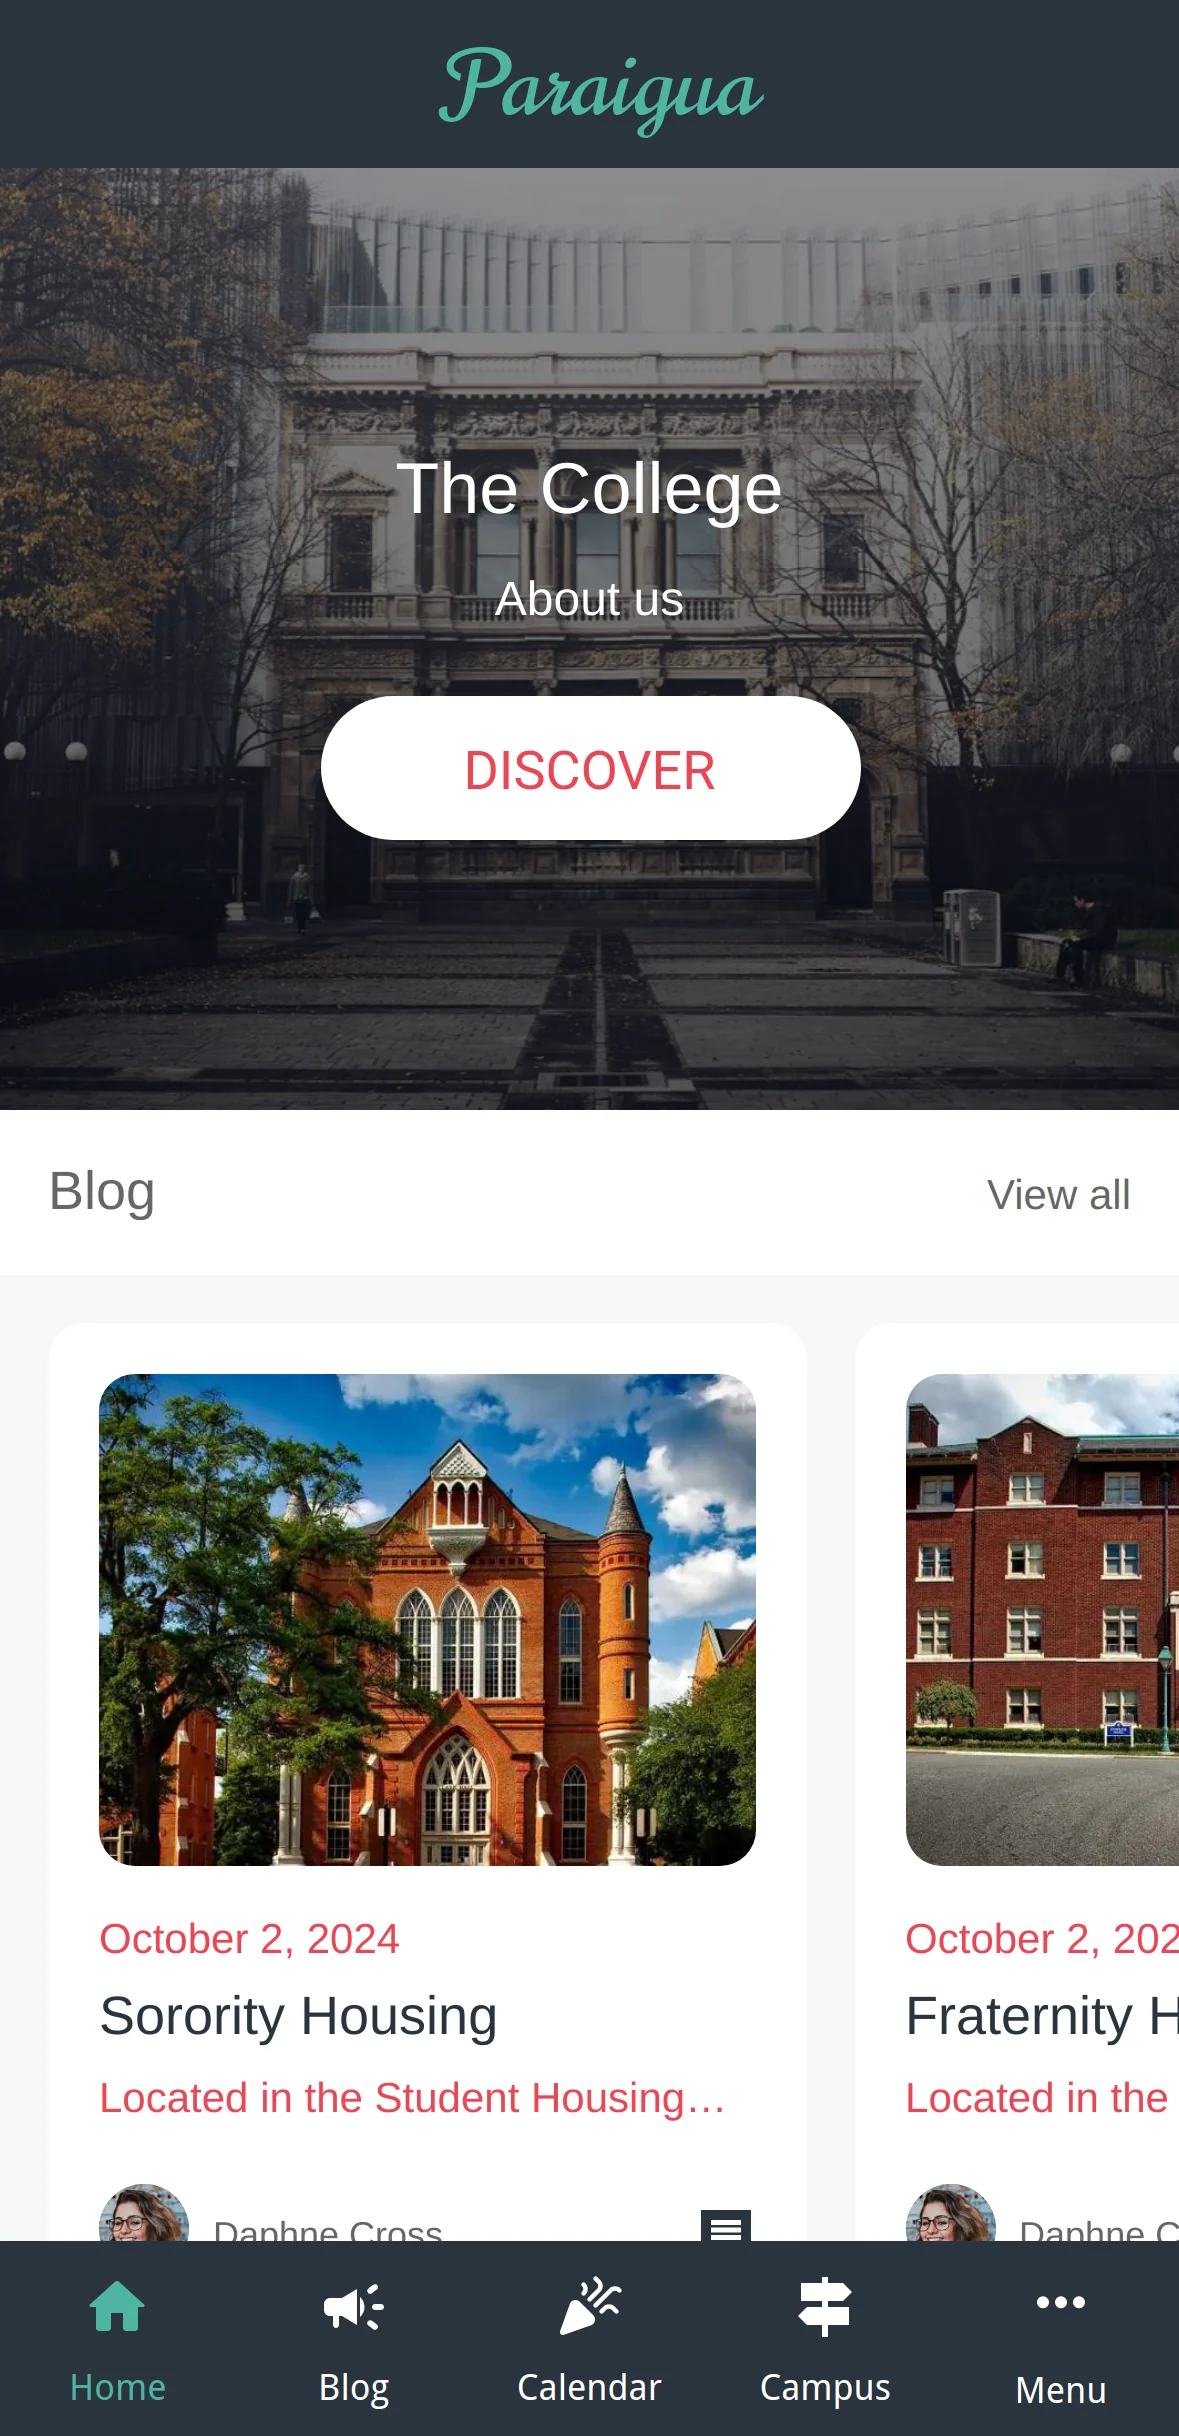 Paraigua
The College
About us
DISCOVER
Blog
View all
October 2, 2024
Sorority Housing
Located in the Student Housing...
Daphne Cross
October 2, 202
Fraternity H
Located in the
Daphne C
Home
Blog
Calendar
Campus
Menu